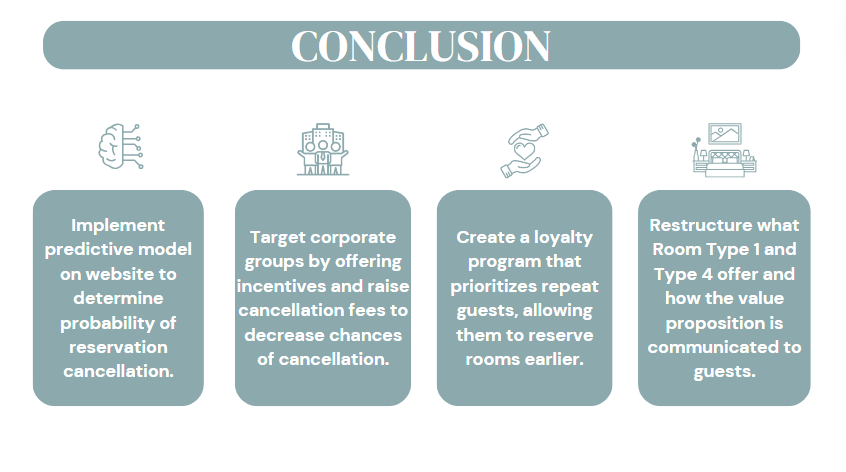 CONCLUSION
Implement
predictive model
on website to
determine
probability of
reservation
cancellation.
Target corporate
groups by offering
incentives and raise
cancellation fees to
decrease chances
of cancellation.
Create a loyalty
program that
prioritizes repeat
guests, allowing
them to reserve
rooms earlier.
Restructure what
Room Type 1 and
Type 4 offer and
how the value
proposition is
communicated to
guests.